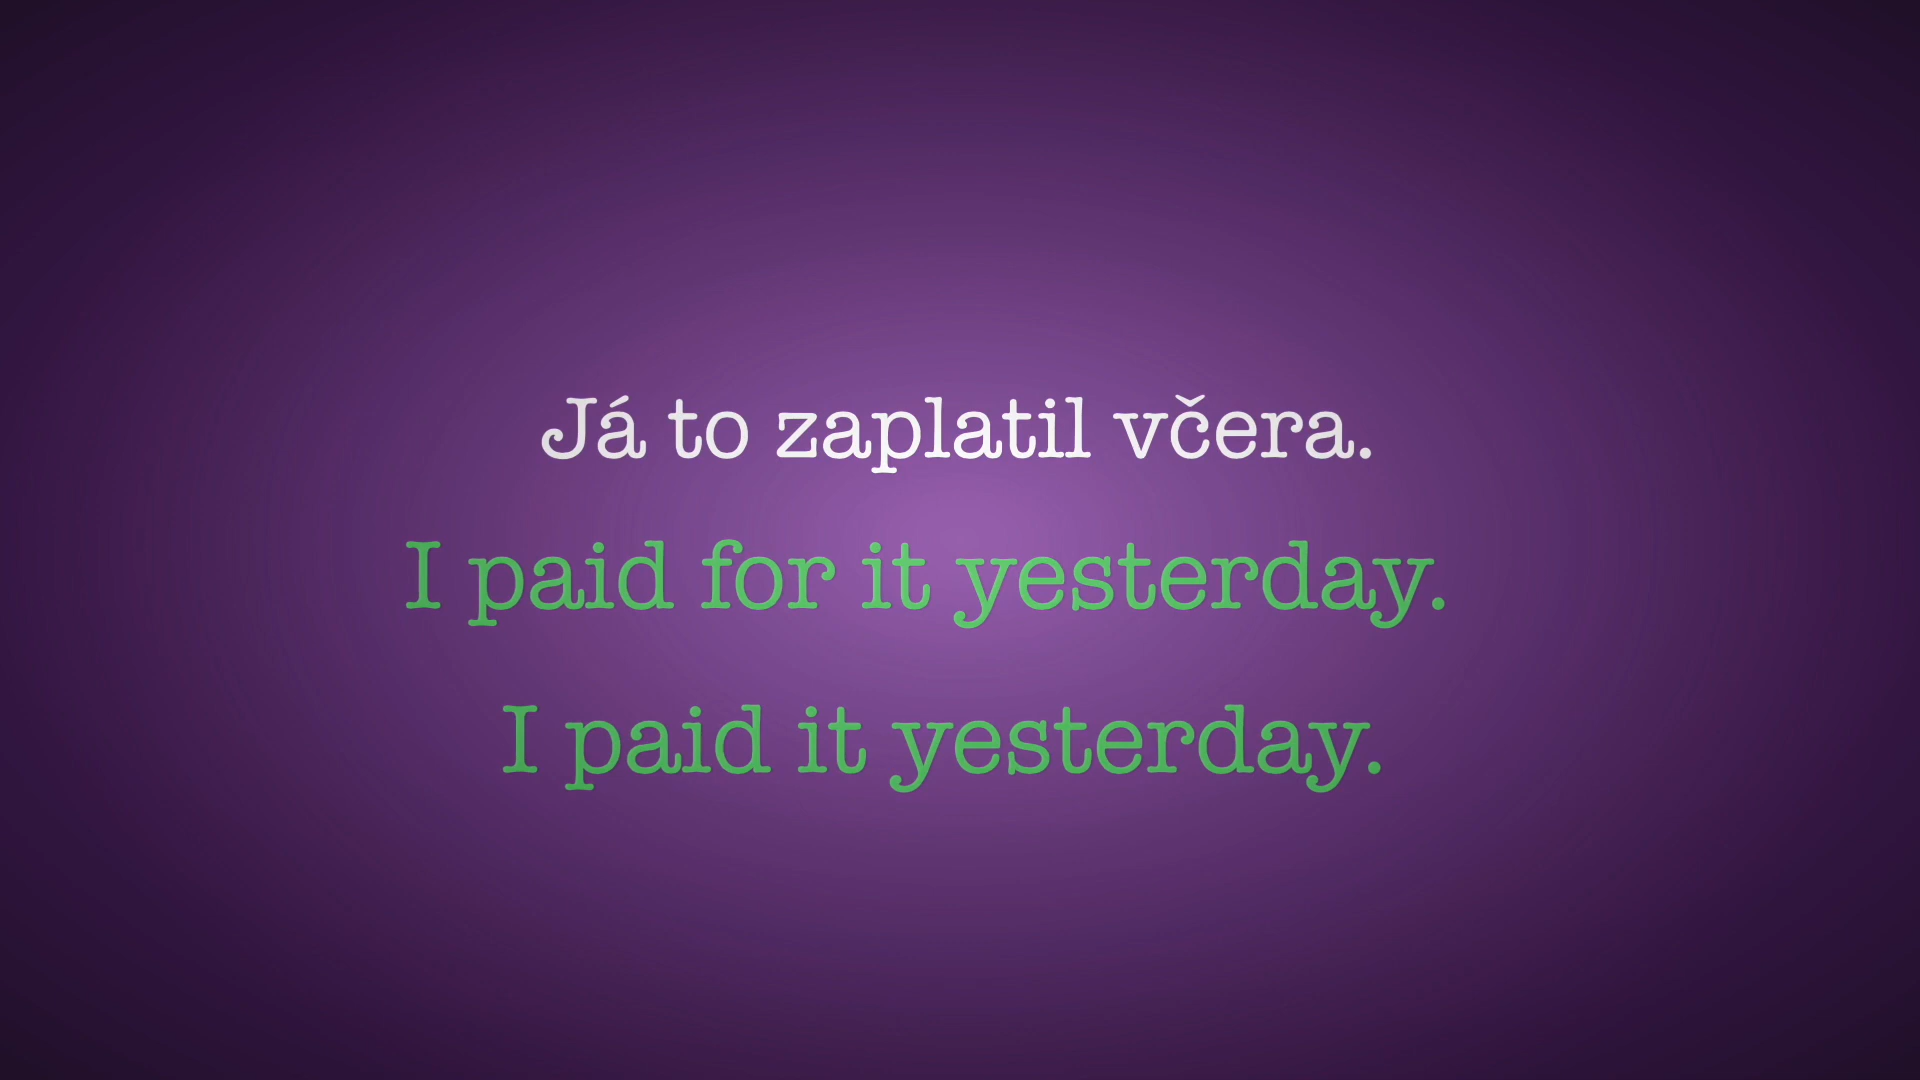 Já to zaplatil včera.
I paid for it yesterday.
I paid it yesterday.